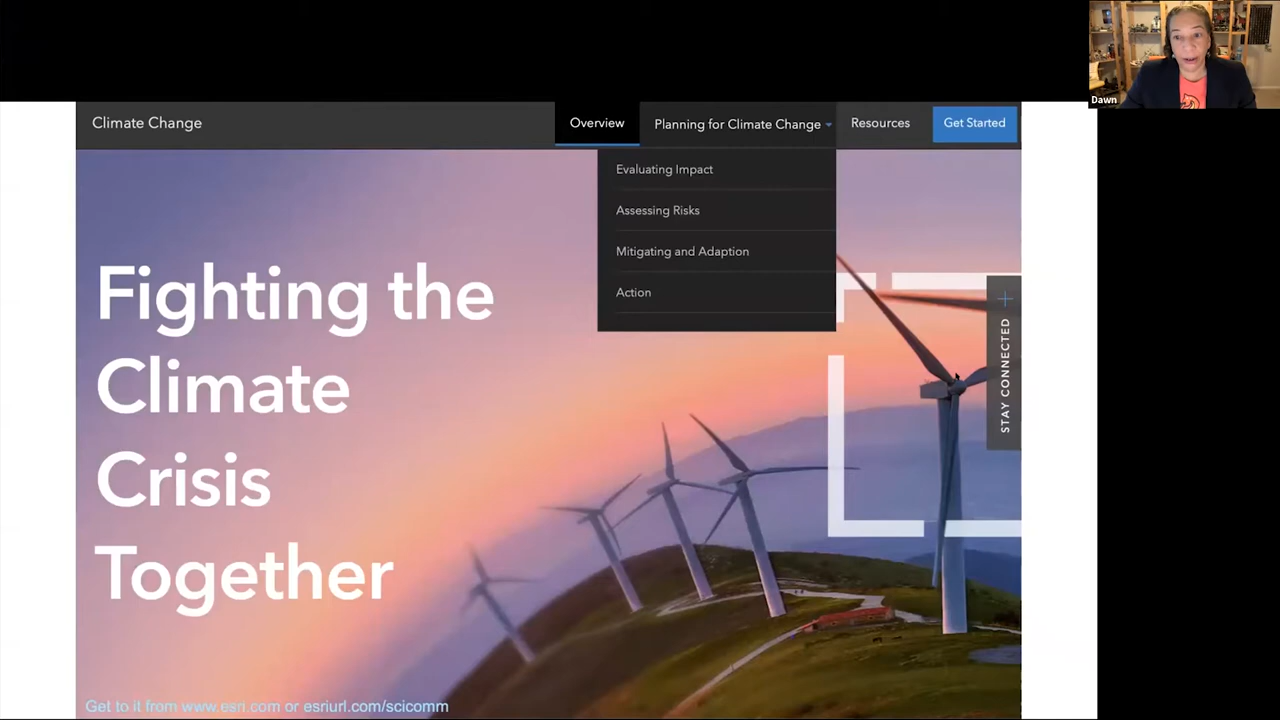 Dawn
Climate Change
Overview
Planning for Climate Change
Resources
Get Started
Evaluating Impact
Assessing Risks
Mitigating and Adaption
Action
Fighting the
Climate
Crisis
Together
STAY CONNECTED
Get to it from www.esri.com or esriurl.com/scicomm